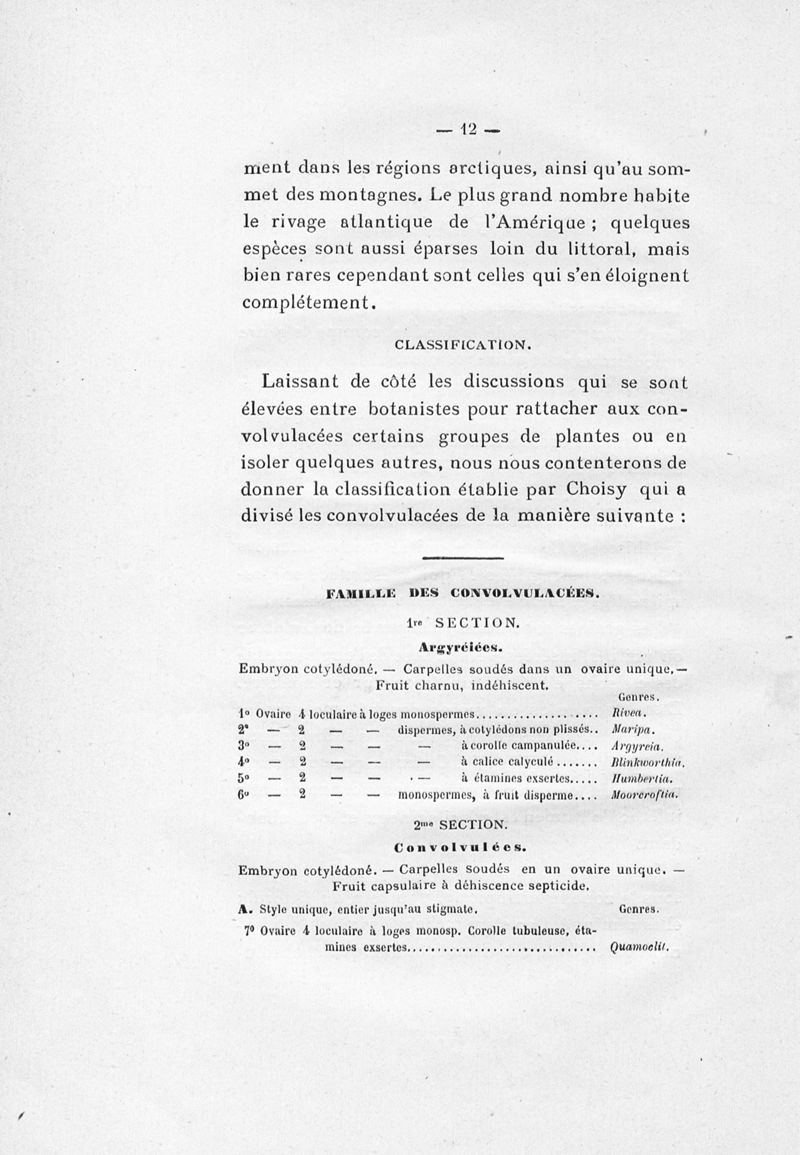 — 12 —
ment dans les régions arctiques, ainsi qu'au som-
met des montagnes. Le plus grand nombre habite
le rivage atlantique de l'Amérique ; quelques
espèces sont aussi éparses loin du littoral, mais
bien rares cependant sont celles qui s'en éloignent
complétement.
CLASSIFICATION.
Laissant de côté les discussions qui se sont
élevées entre botanistes pour rattacher aux con-
volvulacées certains groupes de plantes ou en
isoler quelques autres, nous nous contenterons de
donner la classification établie par Choisy qui a
divisé les convolvulacées de la manière suivante :
FAMILLE DES CONVOLVULACÉES.
1re SECTION.
Argyréiées.
Embryon cotylédoné. — Carpelles soudés dans un ovaire unique. —
Fruit charnu, indéhiscent.
Genres.
1o Ovaire 4 loculaire à loges monospermes.................... Rivea.
2o — 2 — — dispermes, à cotylédons non plissés.. Maripa.
3o — 2 — — — à corolle campanulée.... Argyreia.
4o — 2 — — — à calice calyculé ....... Blinkworthia.
5o — 2 — — — à étamines exsertes..... Humbertia.
6o — 2 — — monospermes, à fruit disperme.... Moorcroftia.
2me SECTION.
Convolvulées.
Embryon cotylédoné. — Carpelles soudés en un ovaire unique. —
Fruit capsulaire à déhiscence septicide.
A. Style unique, entier jusqu'au stigmate. Genres.
7o Ovaire 4 loculaire à loges monosp. Corolle tubuleuse, éta-
mines exsertes.............................. Quamoclit.